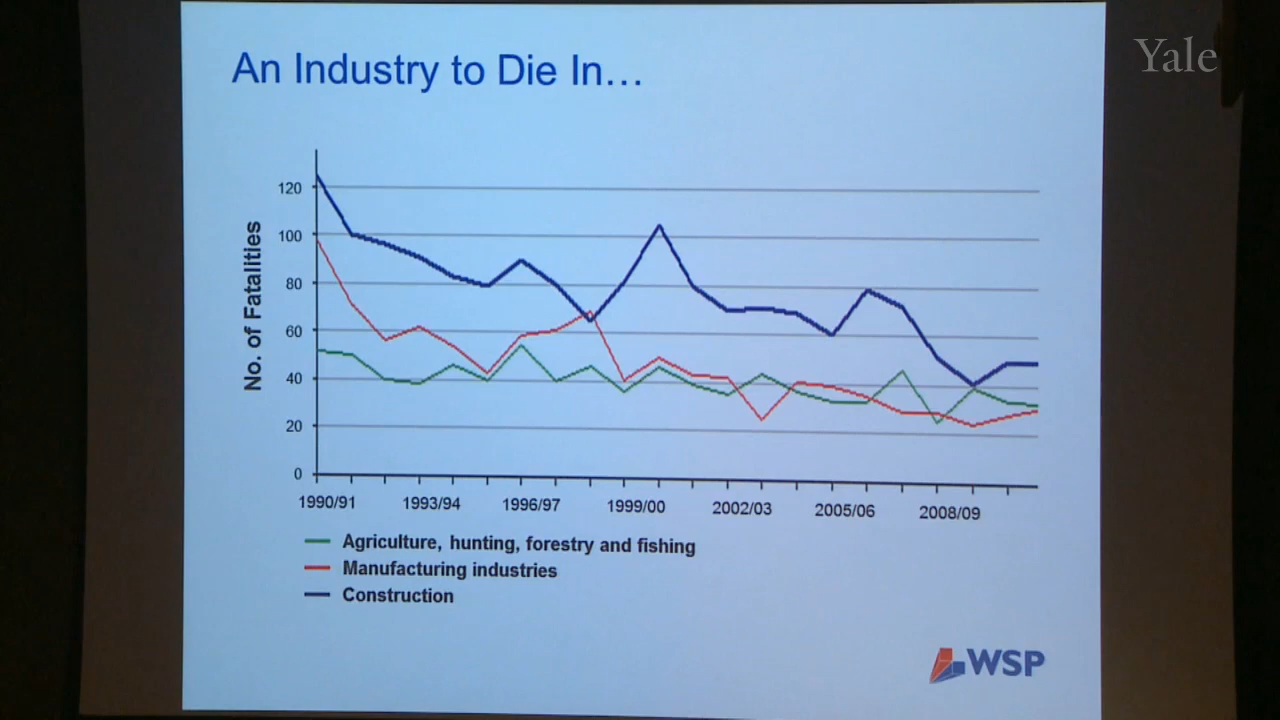 An Industry to Die In...
Yale
No. of Fatalities
120
100
80
60
40
20
0
1990/91 1993/94 1996/97 1999/00 2002/03 2005/06 2008/09
Agriculture, hunting, forestry and fishing
Manufacturing industries
Construction
WSP